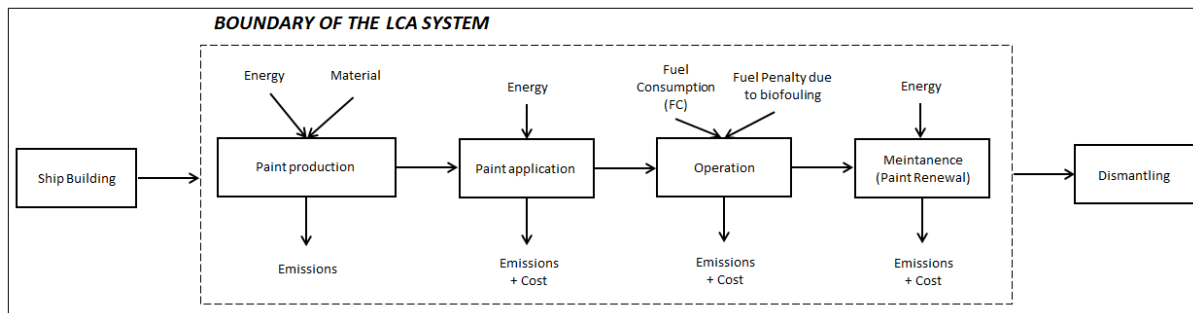 BOUNDARY OF THE LCA SYSTEM
Energy
Material
Energy
Fuel
Consumption
(FC)
Fuel Penalty due
to biofouling
Energy
Ship Building
Paint production
Paint application
Operation
Meintanence
(Paint Renewal)
Dismantling
Emissions
Emissions
+ Cost
Emissions
+ Cost
Emissions
+ Cost